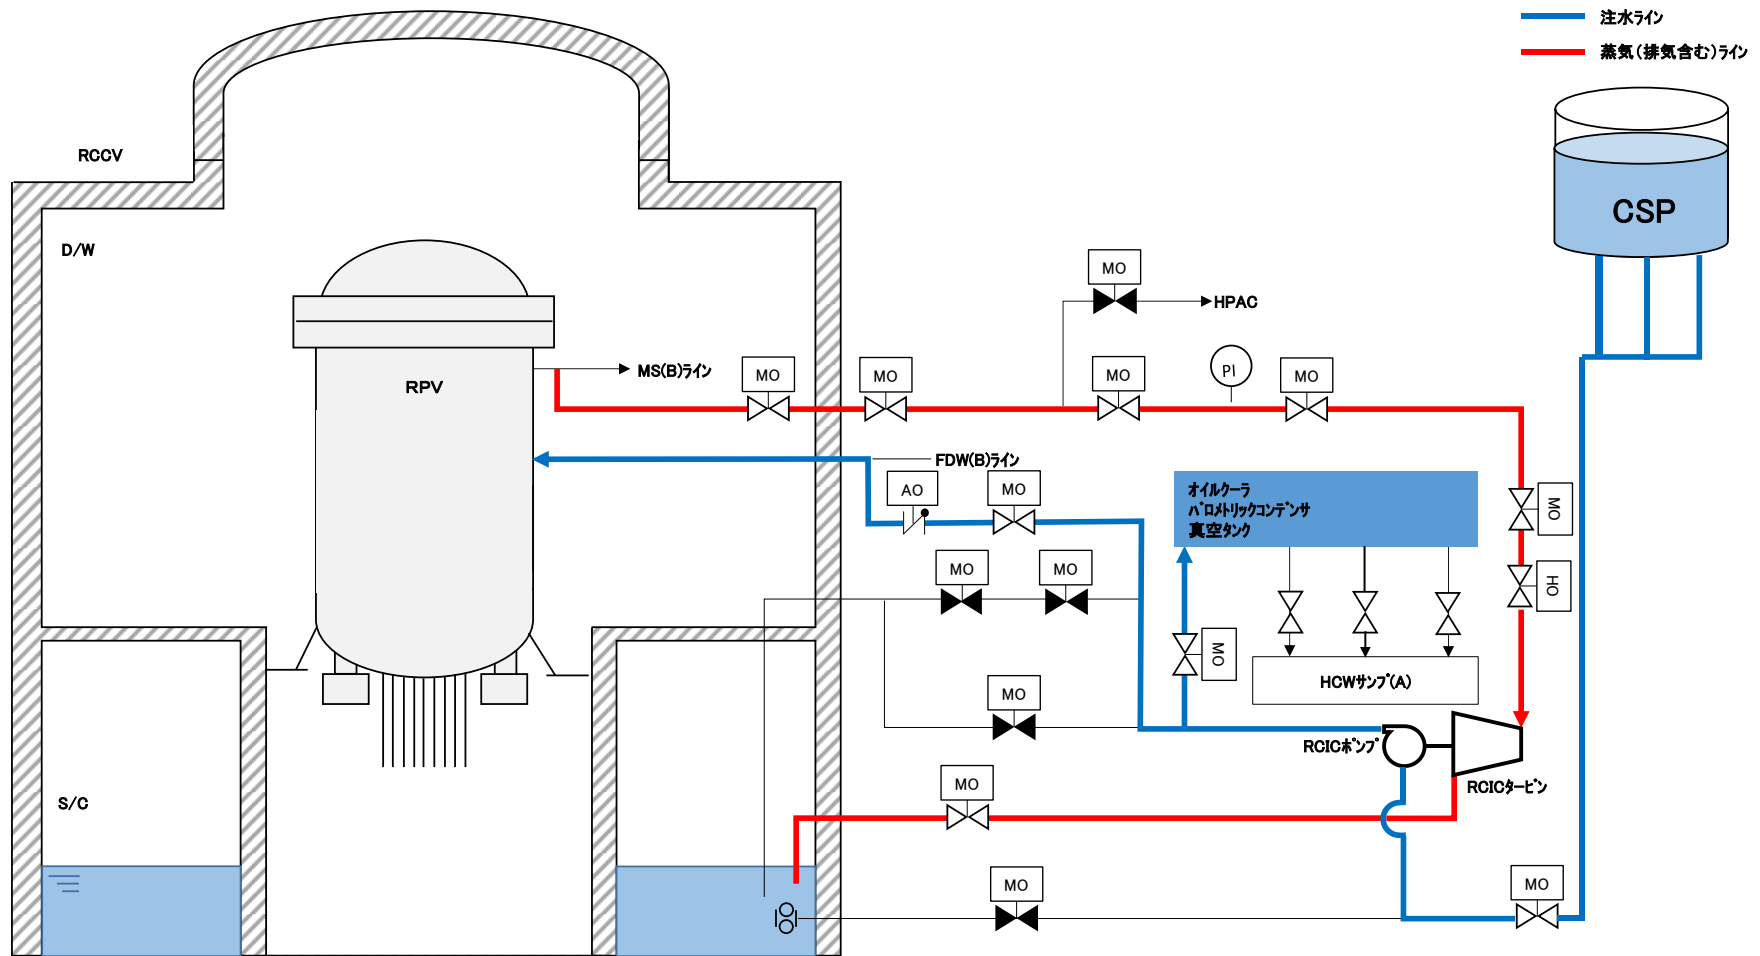 注水ライン
蒸気(排気含む)ライン
RCCV
CSP
D/W
MO
HPAC
MS(B)ライン
RPV
MO
MO
MO
PI
MO
FDW(B)ライン
AO
MO
オイルクーラ
バロメトリックコンデンサ
真空タンク
MO
MO
MO
HO
MO
HCWサンプ(A)
MO
RCICポンプ
RCICタービン
MO
S/C
MO
MO